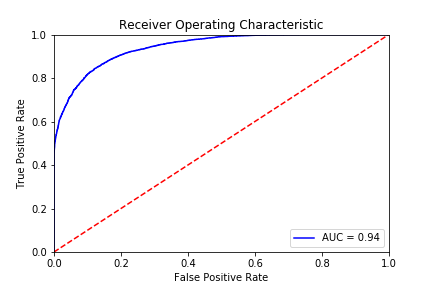 Receiver Operating Characteristic
True Positive Rate
1.0
0.8
0.6
0.4
0.2
0.0
AUC = 0.94
0.0 0.2 0.4 0.6 0.8 1.0
False Positive Rate